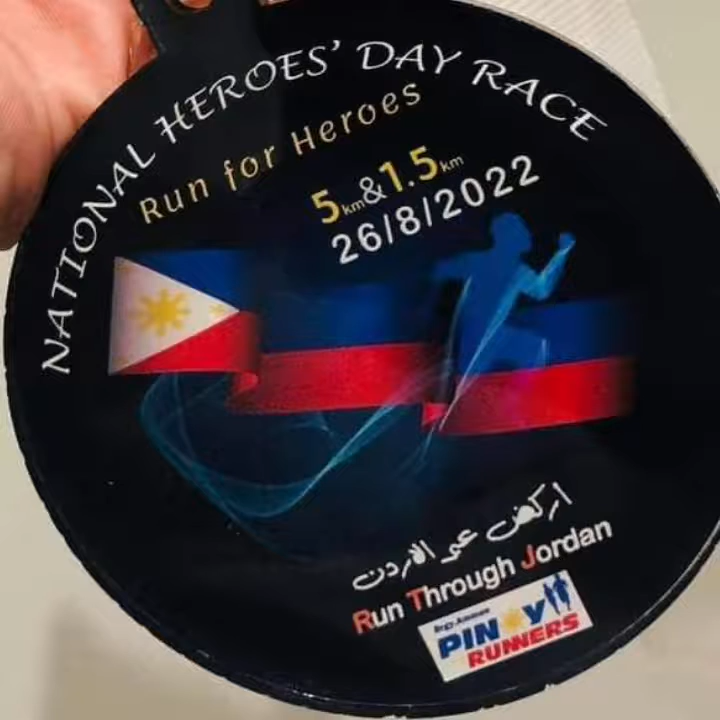 NATIONAL HEROES' DAY RACE
Run for Heroes
5km & 1.5km
26/8/2022
اركض عبر الأردن
Run Through Jordan
PINOY
RUNNERS